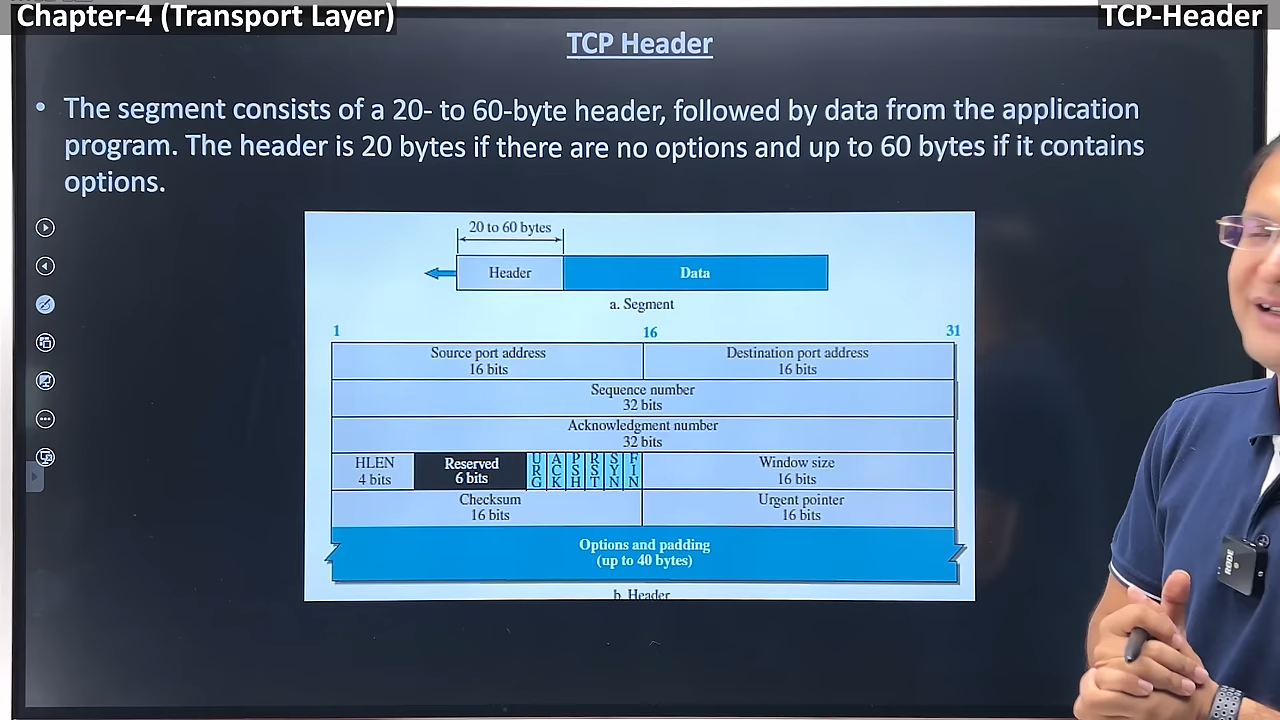 Chapter-4 (Transport Layer)
TCP-Header
TCP Header
• The segment consists of a 20- to 60-byte header, followed by data from the application
program. The header is 20 bytes if there are no options and up to 60 bytes if it contains
options.
20 to 60 bytes
Header
Data
a. Segment
1
16
31
Source port address
16 bits
Destination port address
16 bits
Sequence number
32 bits
Acknowledgment number
32 bits
HLEN
4 bits
Reserved
6 bits
URG
ACK
PSH
RST
SYN
FIN
Window size
16 bits
Checksum
16 bits
Urgent pointer
16 bits
Options and padding
(up to 40 bytes)
b. Header
RODE